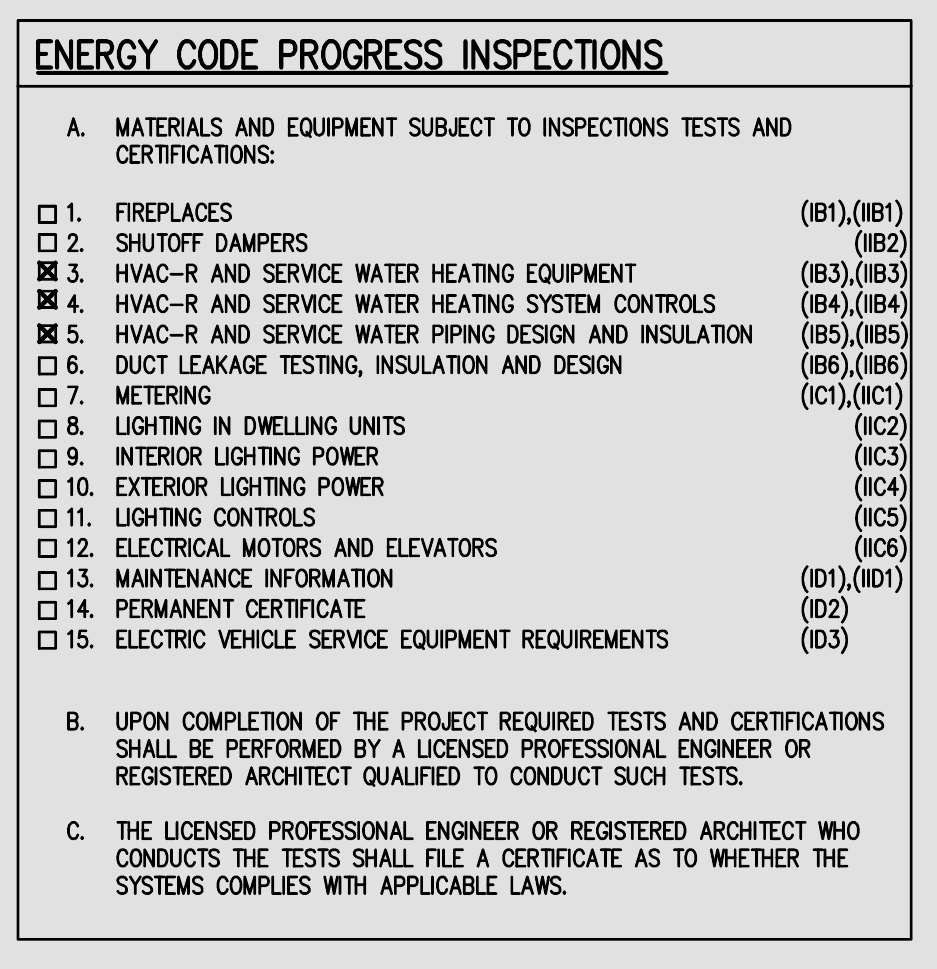 ENERGY CODE PROGRESS INSPECTIONS
A. MATERIALS AND EQUIPMENT SUBJECT TO INSPECTIONS TESTS AND
CERTIFICATIONS:
☐ 1. FIREPLACES (IB1),(IIB1)
☐ 2. SHUTOFF DAMPERS (IIB2)
☒ 3. HVAC-R AND SERVICE WATER HEATING EQUIPMENT (IB3),(IIB3)
☒ 4. HVAC-R AND SERVICE WATER HEATING SYSTEM CONTROLS (IB4),(IIB4)
☒ 5. HVAC-R AND SERVICE WATER PIPING DESIGN AND INSULATION (IB5),(IIB5)
☐ 6. DUCT LEAKAGE TESTING, INSULATION AND DESIGN (IB6),(IIB6)
☐ 7. METERING (IC1),(IIC1)
☐ 8. LIGHTING IN DWELLING UNITS (IIC2)
☐ 9. INTERIOR LIGHTING POWER (IIC3)
☐ 10. EXTERIOR LIGHTING POWER (IIC4)
☐ 11. LIGHTING CONTROLS (IIC5)
☐ 12. ELECTRICAL MOTORS AND ELEVATORS (IIC6)
☐ 13. MAINTENANCE INFORMATION (ID1),(IID1)
☐ 14. PERMANENT CERTIFICATE (ID2)
☐ 15. ELECTRIC VEHICLE SERVICE EQUIPMENT REQUIREMENTS (ID3)
B. UPON COMPLETION OF THE PROJECT REQUIRED TESTS AND CERTIFICATIONS
SHALL BE PERFORMED BY A LICENSED PROFESSIONAL ENGINEER OR
REGISTERED ARCHITECT QUALIFIED TO CONDUCT SUCH TESTS.
C. THE LICENSED PROFESSIONAL ENGINEER OR REGISTERED ARCHITECT WHO
CONDUCTS THE TESTS SHALL FILE A CERTIFICATE AS TO WHETHER THE
SYSTEMS COMPLIES WITH APPLICABLE LAWS.